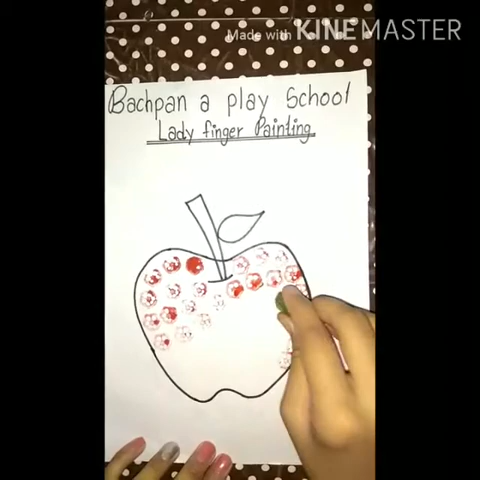 Made with KINEMASTER
Bachpan a play School
Lady finger Painting